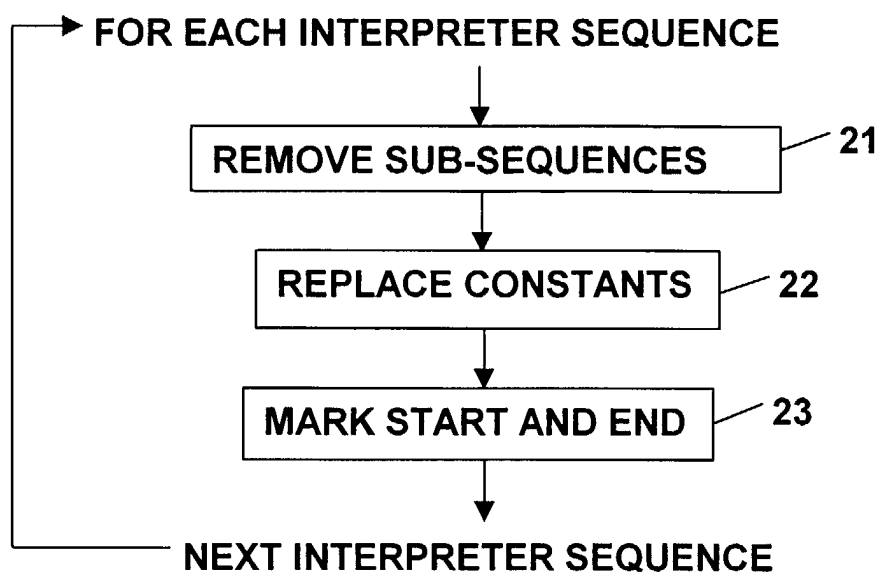 FOR EACH INTERPRETER SEQUENCE
REMOVE SUB-SEQUENCES 21
REPLACE CONSTANTS 22
MARK START AND END 23
NEXT INTERPRETER SEQUENCE